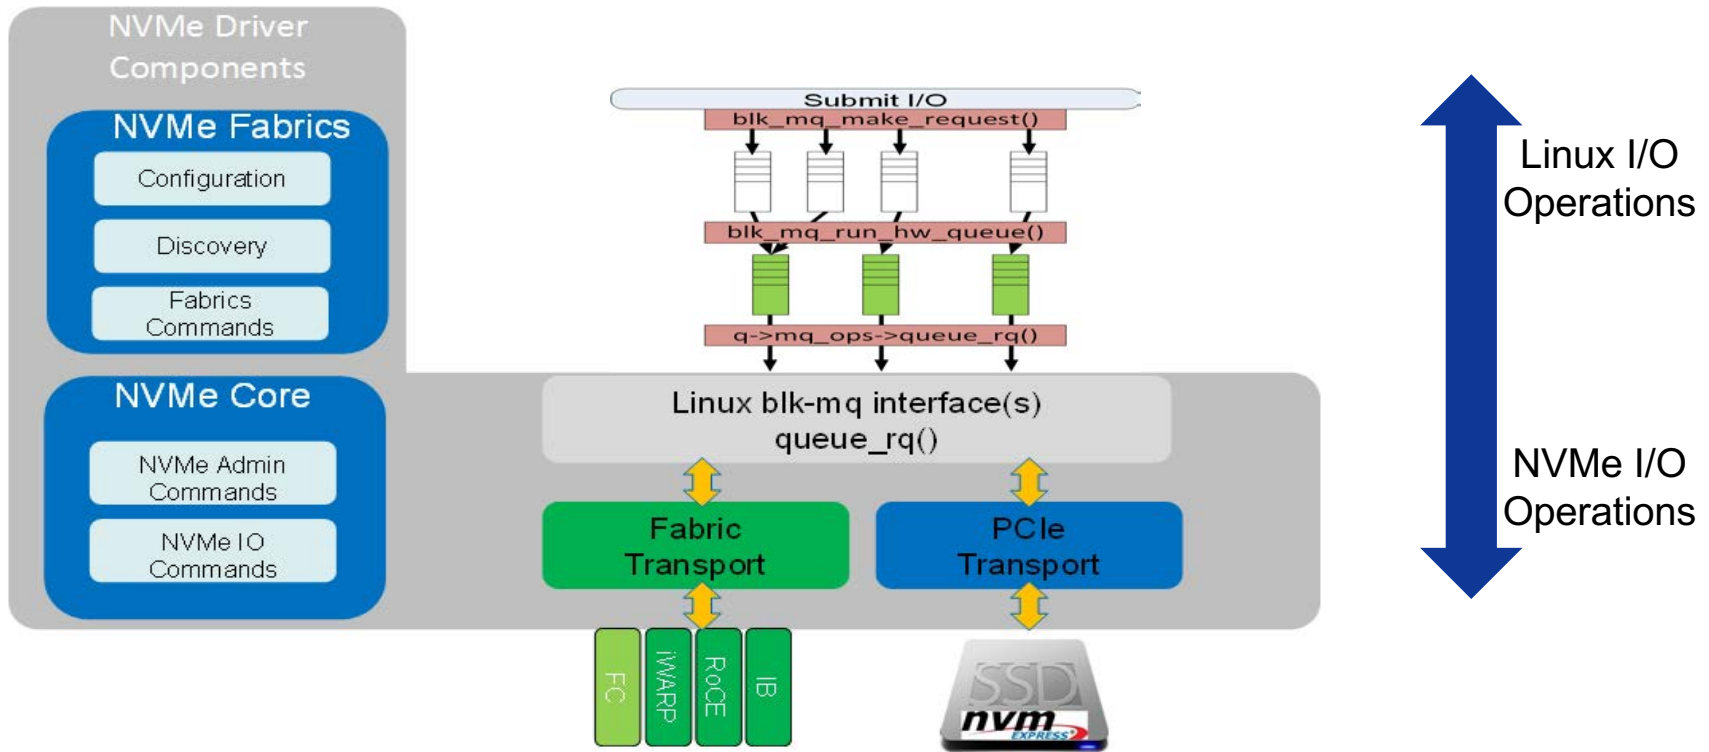 NVMe Driver
Components
NVMe Fabrics
Configuration
Discovery
Fabrics
Commands
NVMe Core
NVMe Admin
Commands
NVMe IO
Commands
Submit I/O
blk_mq_make_request()
blk_mq_run_hw_queue()
q->mq_ops->queue_rq()
Linux blk-mq interface(s)
queue_rq()
Fabric
Transport
PCIe
Transport
FC
iWARP
RoCE
IB
SSD
nvm
EXPRESS
Linux I/O
Operations
NVMe I/O
Operations